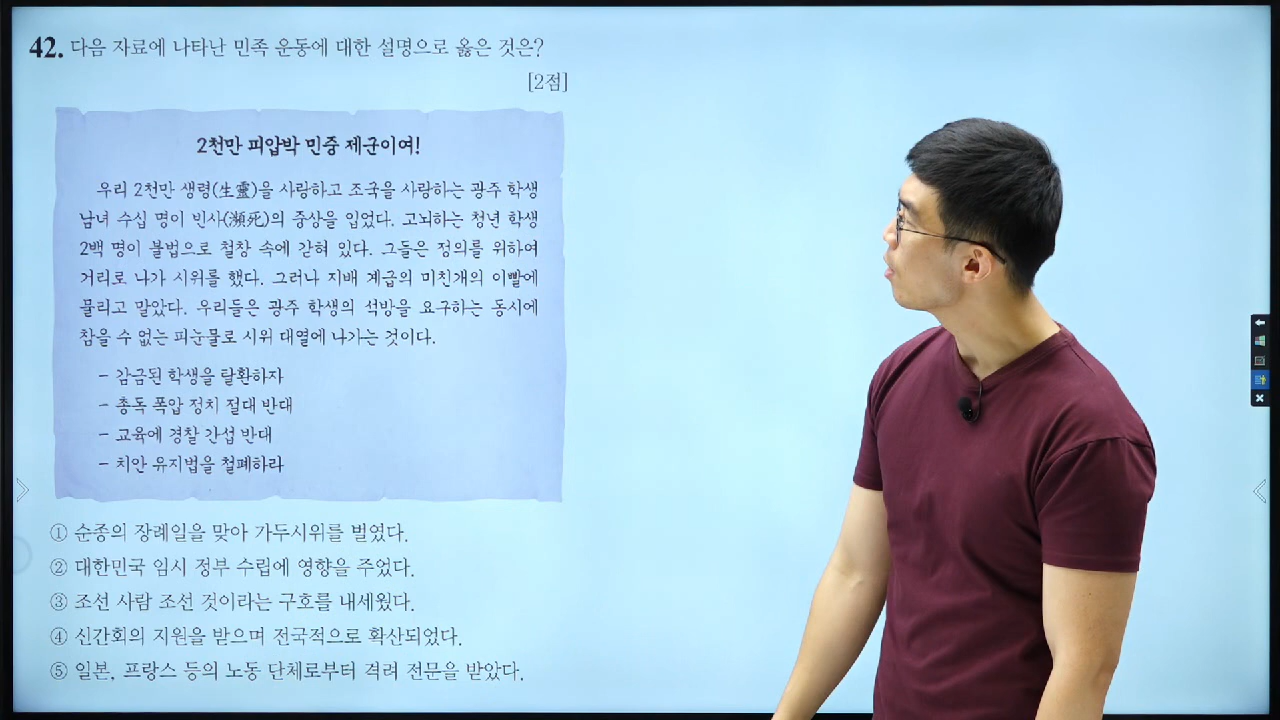 42. 다음 자료에 나타난 민족 운동에 대한 설명으로 옳은 것은?
[2점]
2천만 피압박 민중 제군이여!
우리 2천만 생령(生靈)을 사랑하고 조국을 사랑하는 광주 학생
남녀 수십 명이 빈사(瀕死)의 중상을 입었다. 고뇌하는 청년 학생
2백 명이 불법으로 철창 속에 갇혀 있다. 그들은 정의를 위하여
거리로 나가 시위를 했다. 그러나 지배 계급의 미친개의 이빨에
물리고 말았다. 우리들은 광주 학생의 석방을 요구하는 동시에
참을 수 없는 피눈물로 시위 대열에 나가는 것이다.
- 감금된 학생을 탈환하자
- 총독 폭압 정치 절대 반대
- 교육에 경찰 간섭 반대
- 치안 유지법을 철폐하라
① 순종의 장례일을 맞아 가두시위를 벌였다.
② 대한민국 임시 정부 수립에 영향을 주었다.
③ 조선 사람 조선 것이라는 구호를 내세웠다.
④ 신간회의 지원을 받으며 전국적으로 확산되었다.
⑤ 일본, 프랑스 등의 노동 단체로부터 격려 전문을 받았다.